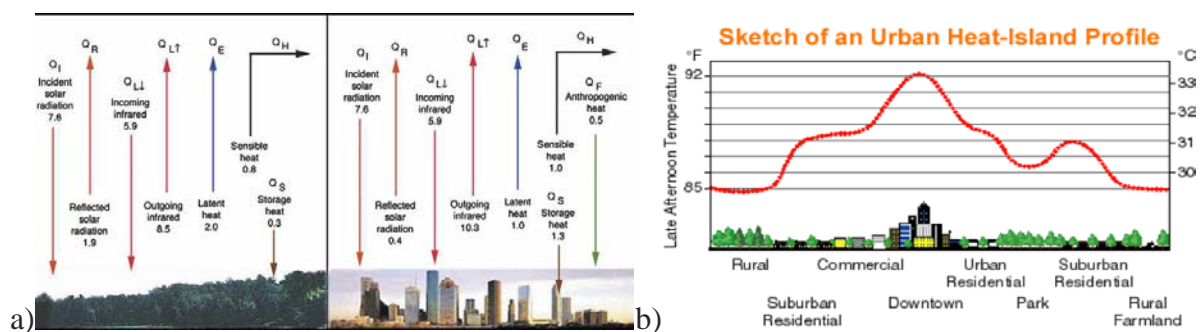 a)
Q_I
Incident
solar
radiation
7.6
Q_R
Reflected
solar
radiation
1.9
Q_L↓
Incoming
infrared
5.9
Q_L↑
Outgoing
infrared
8.5
Q_E
Latent
heat
2.0
Q_H
Sensible
heat
0.8
Q_S
Storage
heat
0.3
Q_I
Incident
solar
radiation
7.6
Q_R
Reflected
solar
radiation
0.4
Q_L↓
Incoming
infrared
5.9
Q_L↑
Outgoing
infrared
10.3
Q_E
Latent
heat
1.0
Q_H
Sensible
heat
1.0
Q_S
Storage
heat
1.3
Q_F
Anthropogenic
heat
0.5
b)
Sketch of an Urban Heat-Island Profile
°F
°C
92
85
33
32
31
300
Late Afternoon Temperature
Rural
Commercial
Urban
Residential
Suburban
Residential
Suburban
Residential
Downtown
Park
Rural
Farmland